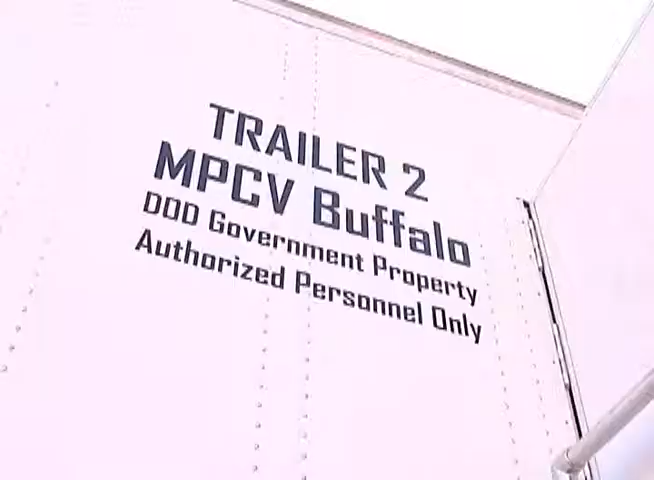 TRAILER 2
MPCV Buffalo
DOD Government Property
Authorized Personnel Only